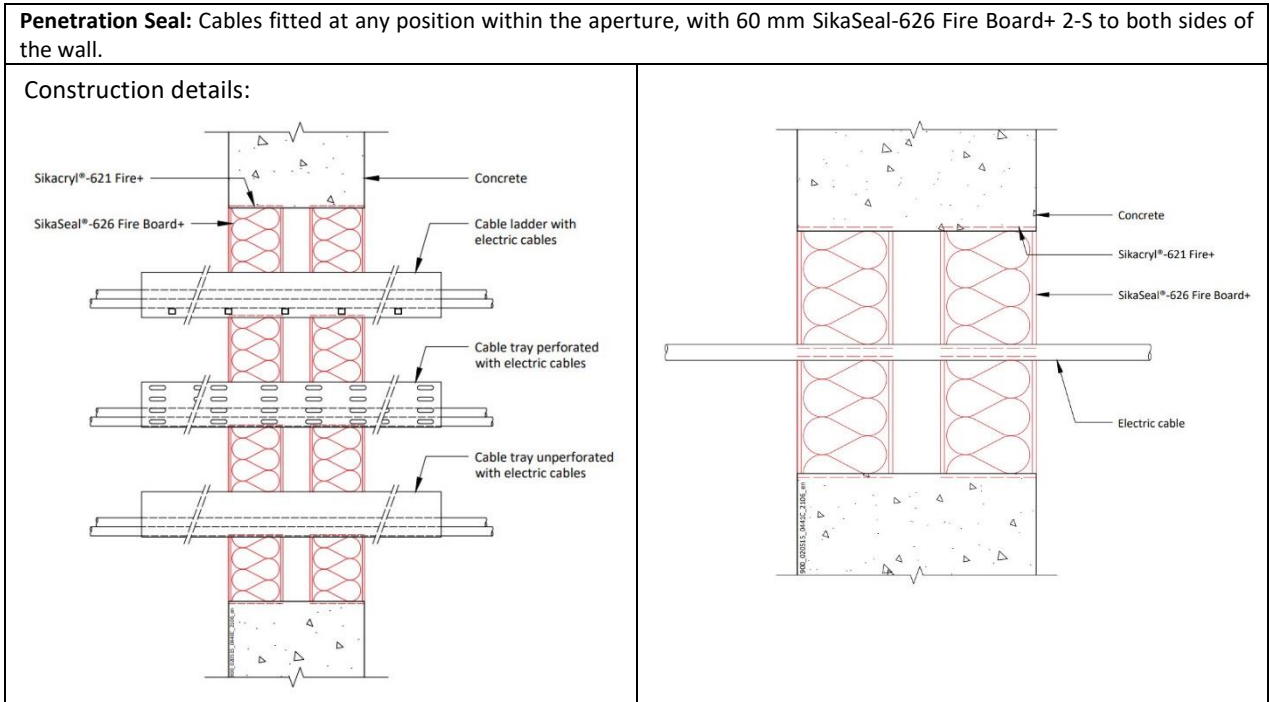 Penetration Seal: Cables fitted at any position within the aperture, with 60 mm SikaSeal-626 Fire Board+ 2-S to both sides of
the wall.
Construction details:
Sikacryl®-621 Fire+
SikaSeal®-626 Fire Board+
Concrete
Cable ladder with
electric cables
Cable tray perforated
with electric cables
Cable tray unperforated
with electric cables
Concrete
Sikacryl®-621 Fire+
SikaSeal®-626 Fire Board+
Electric cable
900_020515_0441C_2106_en